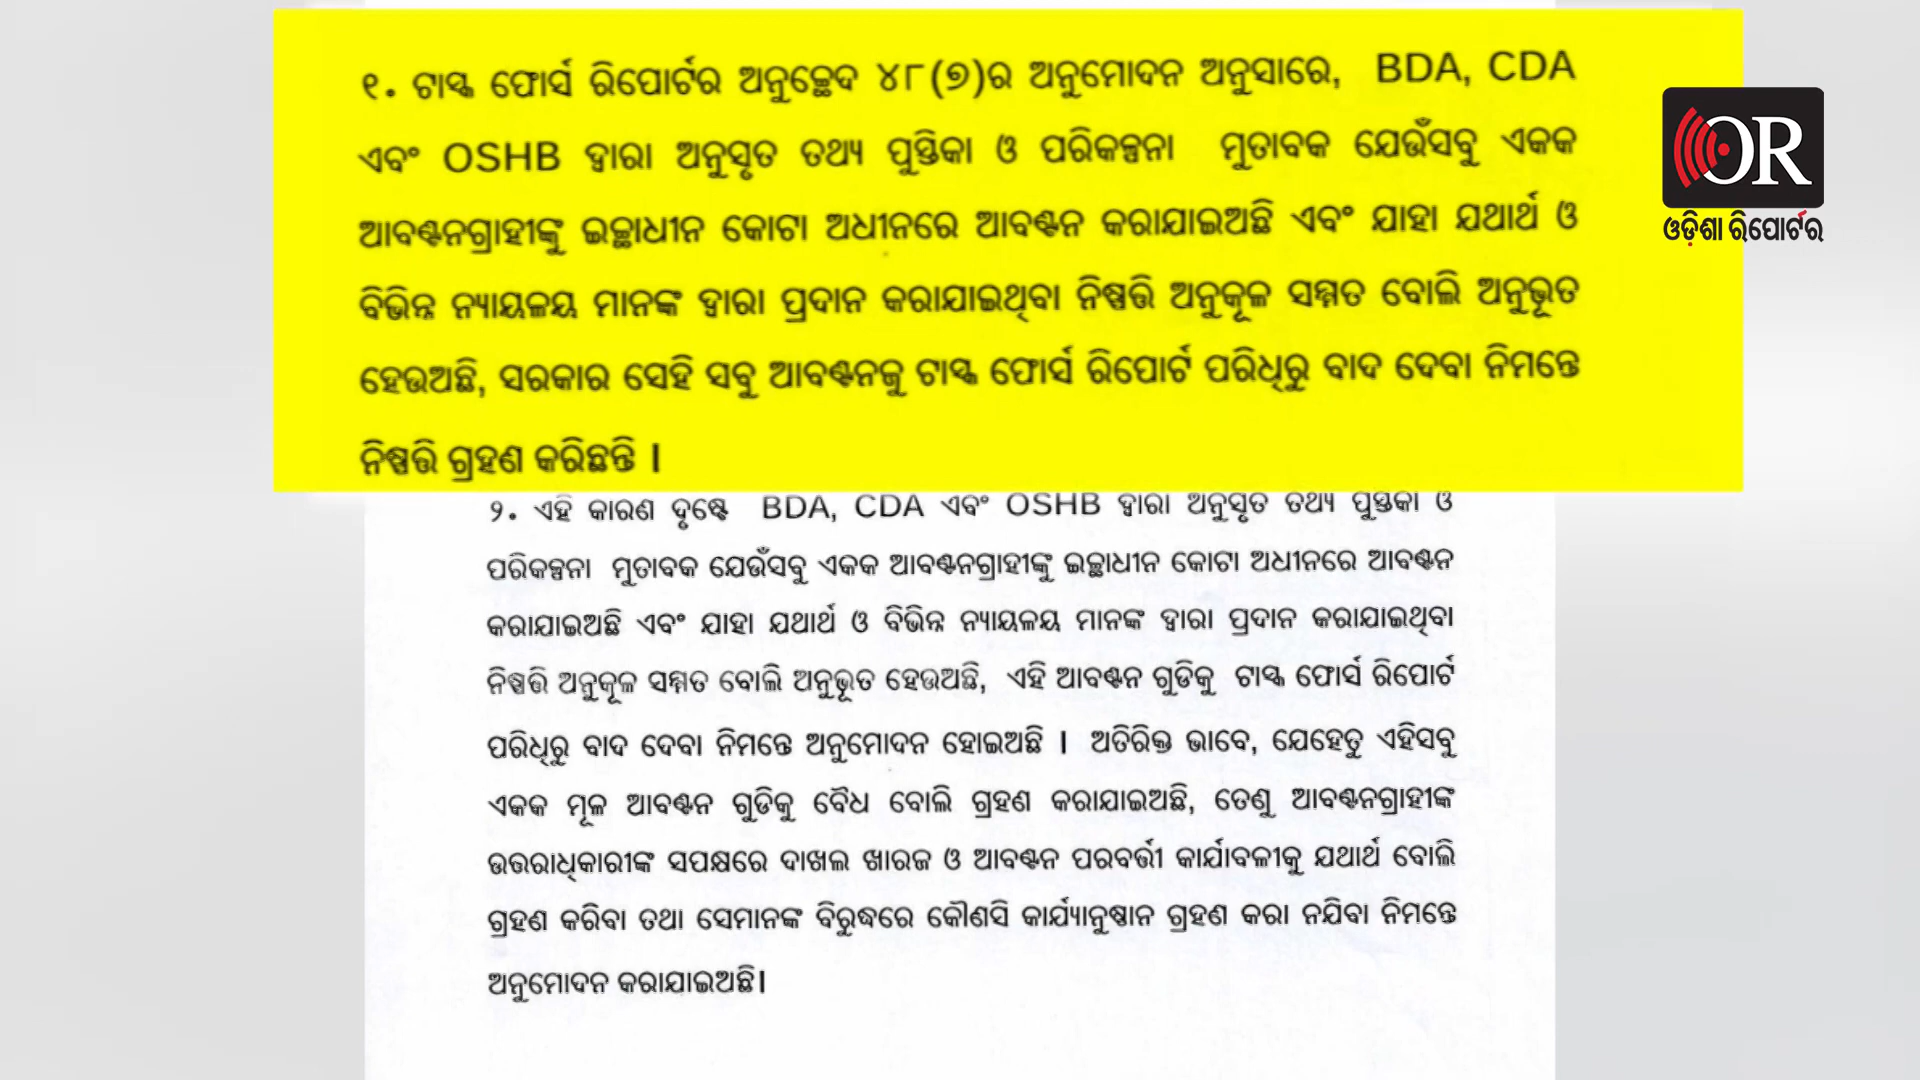 ୧. ଟାସ୍କ ଫୋର୍ସ ରିପୋର୍ଟର ଅନୁଚ୍ଛେଦ ୪୮(୭)ର ଅନୁମୋଦନ ଅନୁସାରେ, BDA, CDA
ଏବଂ OSHB ଦ୍ୱାରା ଅନୁସୃତ ତଥ୍ୟ ପୁସ୍ତିକା ଓ ପରିକଳ୍ପନା ମୁତାବକ ଯେଉଁସବୁ ଏକକ
ଆବଣ୍ଟନଗ୍ରାହୀଙ୍କୁ ଇଚ୍ଛାଧୀନ କୋଟା ଅଧୀନରେ ଆବଣ୍ଟନ କରାଯାଇଅଛି ଏବଂ ଯାହା ଯଥାର୍ଥ ଓ
ବିଭିନ୍ନ ନ୍ୟାୟଳୟ ମାନଙ୍କ ଦ୍ୱାରା ପ୍ରଦାନ କରାଯାଇଥିବା ନିଷ୍ପତ୍ତି ଅନୁକୂଳ ସମ୍ମତ ବୋଲି ଅନୁଭୂତ
ହେଉଅଛି, ସରକାର ସେହି ସବୁ ଆବଣ୍ଟନକୁ ଟାସ୍କ ଫୋର୍ସ ରିପୋର୍ଟ ପରିଧିରୁ ବାଦ ଦେବା ନିମନ୍ତେ
ନିଷ୍ପତ୍ତି ଗ୍ରହଣ କରିଛନ୍ତି ।
OR
ଓଡ଼ିଶା ରିପୋର୍ଟର
୨. ଏହି କାରଣ ଦୃଷ୍ଟେ BDA, CDA ଏବଂ OSHB ଦ୍ୱାରା ଅନୁସୃତ ତଥ୍ୟ ପୁସ୍ତିକା ଓ
ପରିକଳ୍ପନା ମୁତାବକ ଯେଉଁସବୁ ଏକକ ଆବଣ୍ଟନଗ୍ରାହୀଙ୍କୁ ଇଚ୍ଛାଧୀନ କୋଟା ଅଧୀନରେ ଆବଣ୍ଟନ
କରାଯାଇଅଛି ଏବଂ ଯାହା ଯଥାର୍ଥ ଓ ବିଭିନ୍ନ ନ୍ୟାୟଳୟ ମାନଙ୍କ ଦ୍ୱାରା ପ୍ରଦାନ କରାଯାଇଥିବା
ନିଷ୍ପତ୍ତି ଅନୁକୂଳ ସମ୍ମତ ବୋଲି ଅନୁଭୂତ ହେଉଅଛି, ଏହି ଆବଣ୍ଟନ ଗୁଡିକୁ ଟାସ୍କ ଫୋର୍ସ ରିପୋର୍ଟ
ପରିଧିରୁ ବାଦ ଦେବା ନିମନ୍ତେ ଅନୁମୋଦନ ହୋଇଅଛି । ଅତିରିକ୍ତ ଭାବେ, ଯେହେତୁ ଏହିସବୁ
ଏକକ ମୂଳ ଆବଣ୍ଟନ ଗୁଡିକୁ ବୈଧ ବୋଲି ଗ୍ରହଣ କରାଯାଇଅଛି, ତେଣୁ ଆବଣ୍ଟନଗ୍ରାହୀଙ୍କ
ଉତ୍ତରାଧିକାରୀଙ୍କ ସପକ୍ଷରେ ଦାଖଲ ଖାରଜ ଓ ଆବଣ୍ଟନ ପରବର୍ତ୍ତୀ କାର୍ଯାବଳୀକୁ ଯଥାର୍ଥ ବୋଲି
ଗ୍ରହଣ କରିବା ତଥା ସେମାନଙ୍କ ବିରୁଦ୍ଧରେ କୌଣସି କାର୍ଯ୍ୟାନୁଷ୍ଠାନ ଗ୍ରହଣ କରା ନଯିବା ନିମନ୍ତେ
ଅନୁମୋଦନ କରାଯାଇଅଛି।